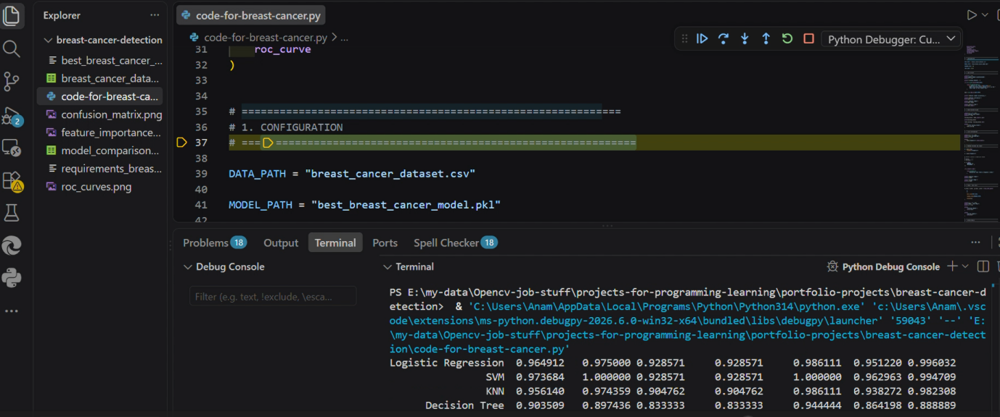 Explorer
...
breast-cancer-detection
best_breast_cancer_...
breast_cancer_data...
code-for-breast-ca...
confusion_matrix.png
feature_importance...
model_comparison...
requirements_breas...
roc_curves.png
2
code-for-breast-cancer.py
code-for-breast-cancer.py > ...
Python Debugger: Cu...
31 roc_curve
32 )
33
34
35 # ============================================================
36 # 1. CONFIGURATION
37 # ============================================================
38
39 DATA_PATH = "breast_cancer_dataset.csv"
40
41 MODEL_PATH = "best_breast_cancer_model.pkl"
42
Problems 18 Output Terminal Ports Spell Checker 18
Debug Console
Filter (e.g. text, !exclude, \esca...
Terminal
Python Debug Console
PS E:\my-data\Opencv-job-stuff\projects-for-programming-learning\portfolio-projects\breast-cancer-d
etection> & 'C:\Users\Anam\AppData\Local\Programs\Python\Python314\python.exe' 'c:\Users\Anam\.vsc
ode\extensions\ms-python.debugpy-2026.6.0-win32-x64\bundled\libs\debugpy\launcher' '59043' '--' 'E:
\my-data\Opencv-job-stuff\projects-for-programming-learning\portfolio-projects\breast-cancer-detect
ion\code-for-breast-cancer.py'
Logistic Regression 0.964912 0.975000 0.928571 0.928571 0.986111 0.951220 0.996032
SVM 0.973684 1.000000 0.928571 0.928571 1.000000 0.962963 0.994709
KNN 0.956140 0.974359 0.904762 0.904762 0.986111 0.938272 0.982308
Decision Tree 0.903509 0.897436 0.833333 0.833333 0.944444 0.864198 0.888889